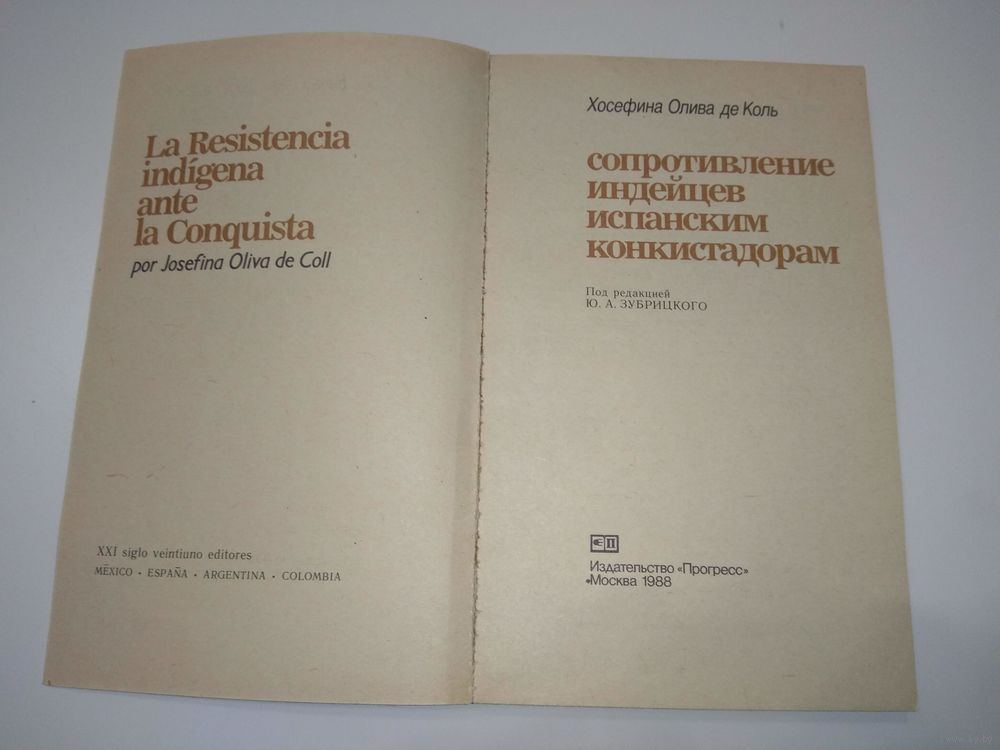 La Resistencia
indígena
ante
la Conquista
por Josefina Oliva de Coll
XXI siglo veintiuno editores
MÉXICO · ESPAÑA · ARGENTINA · COLOMBIA
Хосефина Олива де Коль
сопротивление
индейцев
испанским
конкистадорам
Под редакцией
Ю. А. ЗУБРИЦКОГО
Издательство «Прогресс»
Москва 1988